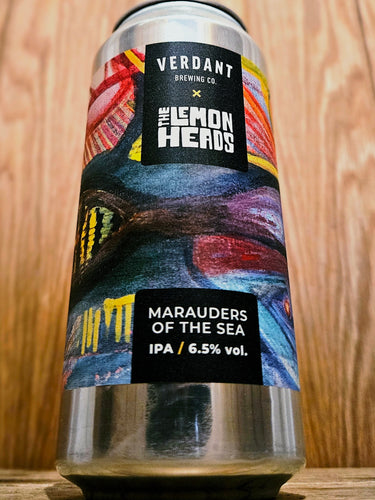 VERDANT
BREWING CO.
×
THE LEMON
HEADS
MARAUDERS
OF THE SEA
IPA / 6.5% vol.